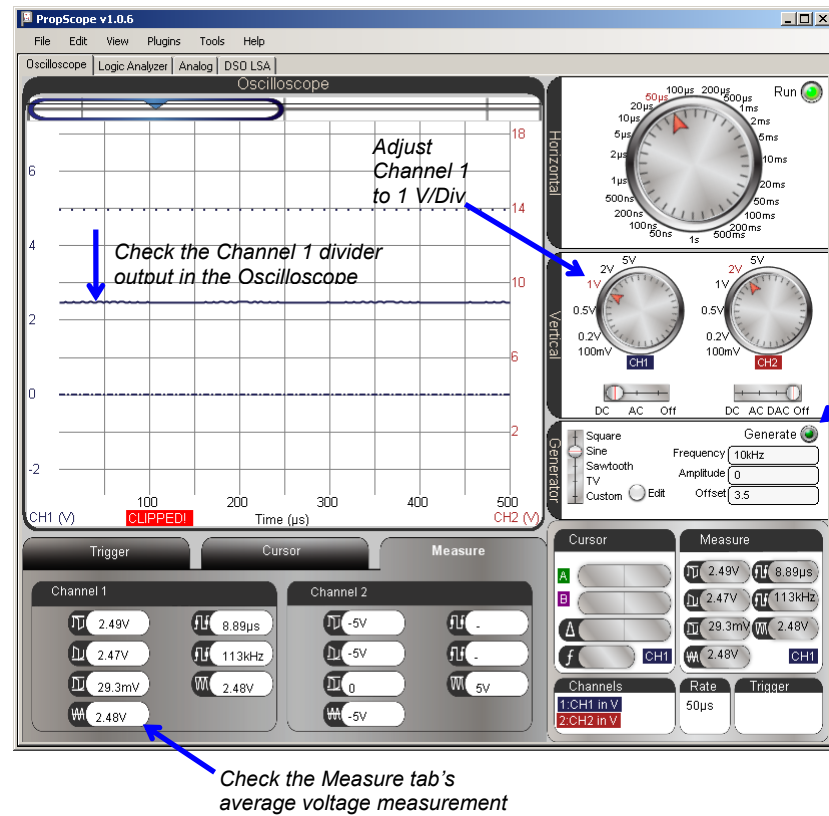 PropScope v1.0.6
File Edit View Plugins Tools Help
Oscilloscope Logic Analyzer Analog DSO LSA
Oscilloscope
18
6
14
4
10
2
6
0
2
-2
100 200 300 400 500
CH1 (V) CLIPPED! Time (µs) CH2 (V)
Adjust
Channel 1
to 1 V/Div
Check the Channel 1 divider
output in the Oscilloscope
Horizontal
Run
50ns
100ns
200ns
500ns
1µs
2µs
5µs
10µs
20µs
50µs
100µs
200µs
500µs
1ms
2ms
5ms
10ms
20ms
50ms
100ms
200ms
500ms
1s
Vertical
5V
2V
1V
0.5V
0.2V
100mV
CH1
DC AC Off
5V
2V
1V
0.5V
0.2V
100mV
CH2
DC AC DAC Off
Generator
Square
Sine
Sawtooth
TV
Custom Edit
Generate
Frequency 10kHz
Amplitude 0
Offset 3.5
Trigger Cursor Measure
Channel 1
2.49V 8.89µs
2.47V 113kHz
29.3mV 2.48V
2.48V
Channel 2
-5V -
-5V -
0 5V
-5V
Cursor
A
B
Δ
f CH1
Measure
2.49V 8.89µs
2.47V 113kHz
29.3mV 2.48V
2.48V CH1
Channels
1:CH1 in V
2:CH2 in V
Rate
50µs
Trigger
Check the Measure tab's
average voltage measurement